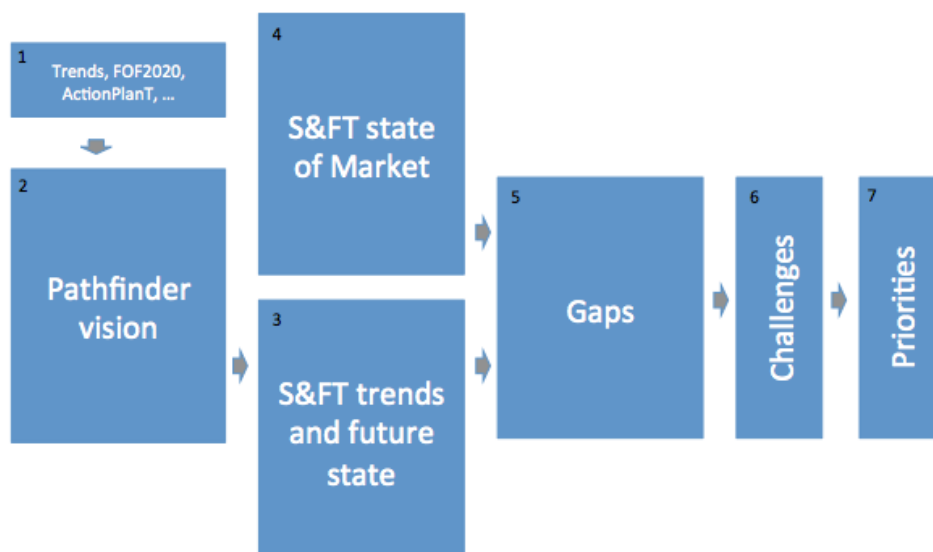 1
Trends, FOF2020,
ActionPlanT, ...
2
Pathfinder
vision
3
S&FT trends
and future
state
4
S&FT state
of Market
5
Gaps
6
Challenges
7
Priorities